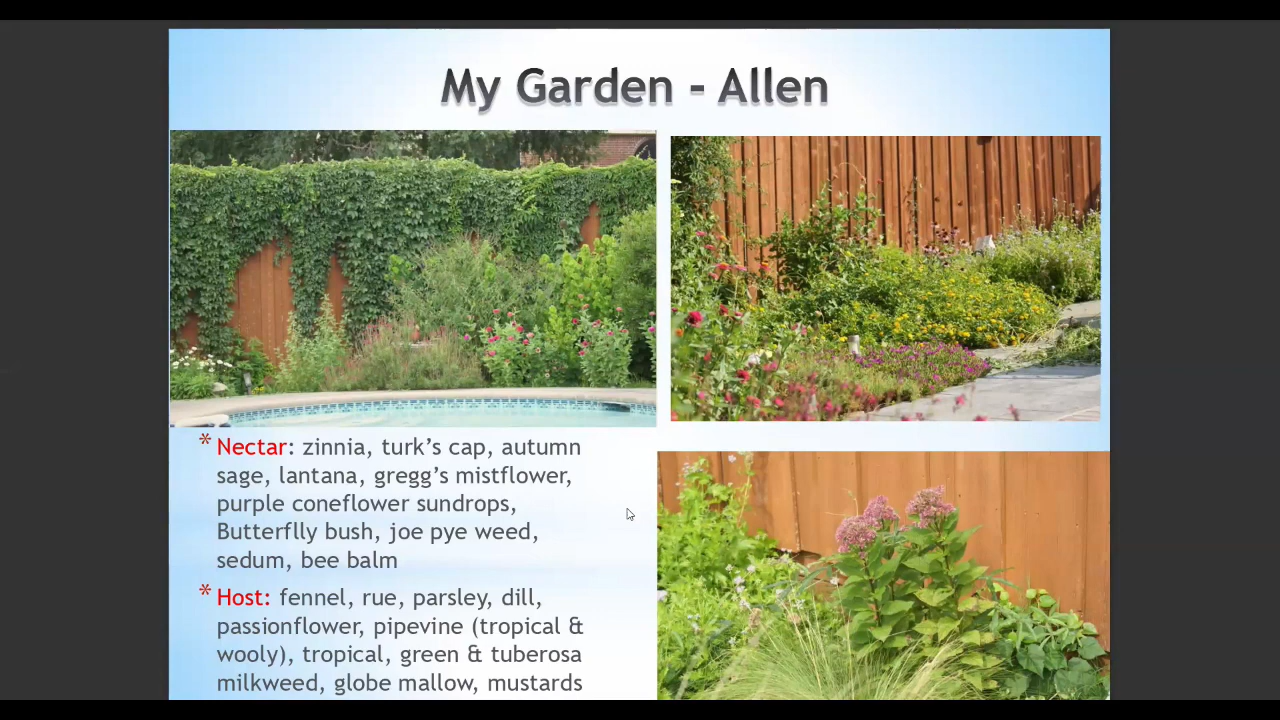 My Garden - Allen
* Nectar: zinnia, turk’s cap, autumn
sage, lantana, gregg’s mistflower,
purple coneflower sundrops,
Butterflly bush, joe pye weed,
sedum, bee balm
* Host: fennel, rue, parsley, dill,
passionflower, pipevine (tropical &
wooly), tropical, green & tuberosa
milkweed, globe mallow, mustards